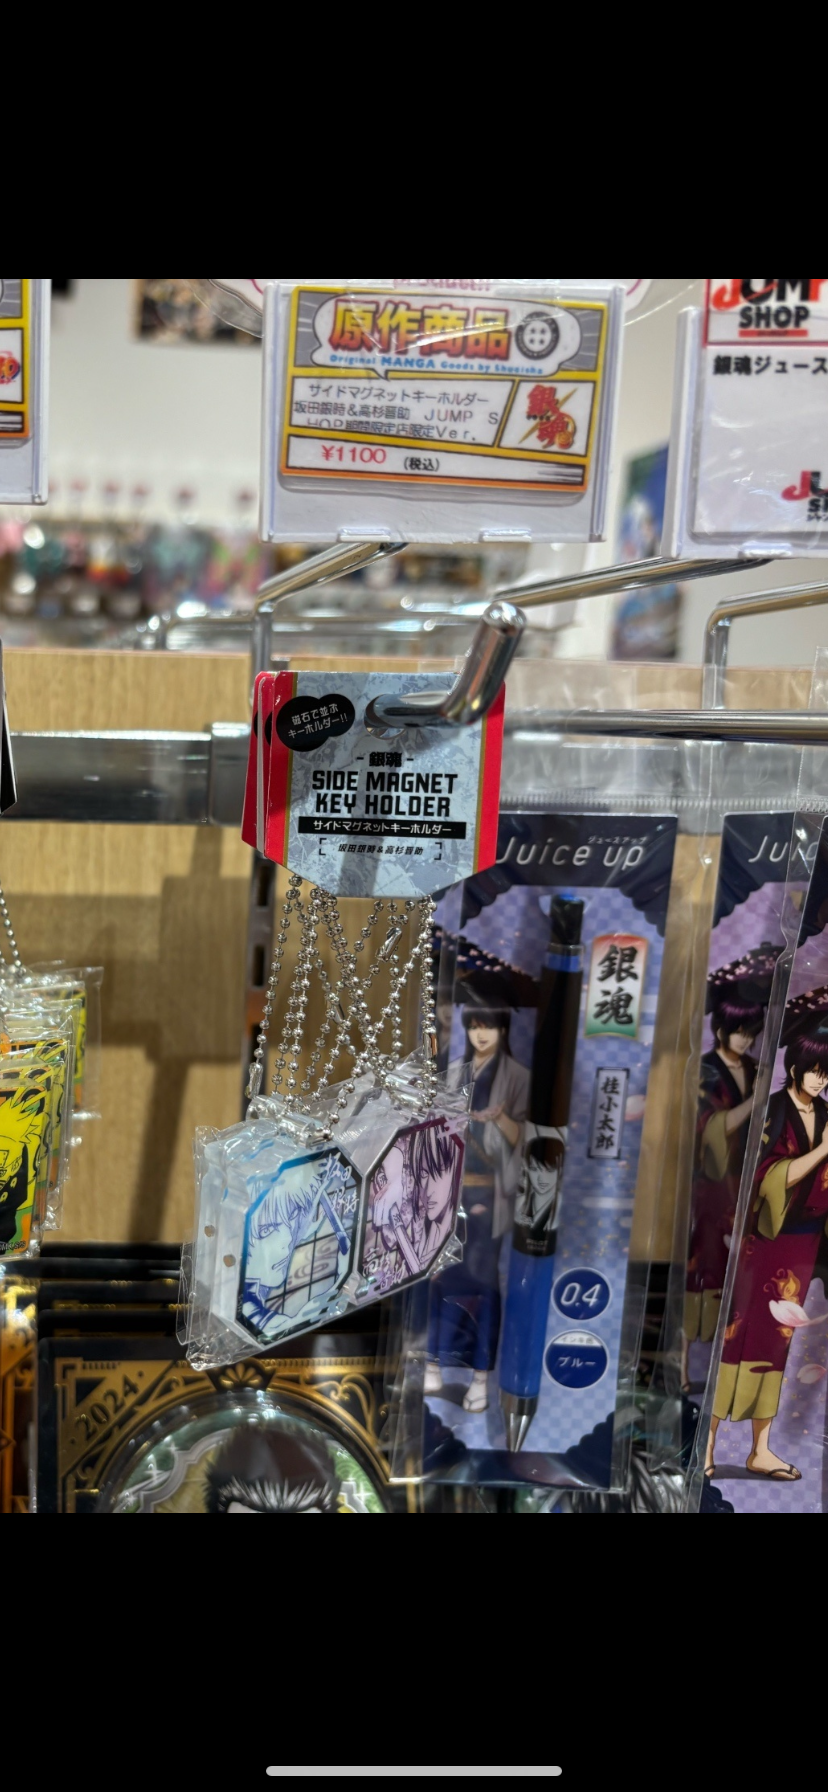 原作商品
Original MANGA Goods by Shueisha
サイドマグネットキーホルダー
坂田銀時&高杉晋助 JUMP S
HOP期間限定店限定Ver.
¥1100 (税込)
銀魂
JUMP
SHOP
銀魂ジュース
磁石で並ぶ
キーホルダー!!
-銀魂-
SIDE MAGNET
KEY HOLDER
サイドマグネットキーホルダー
坂田銀時&高杉晋助
ジュースアップ
Juice up
銀魂
桂小太郎
0.4
インキ色
ブルー
2024